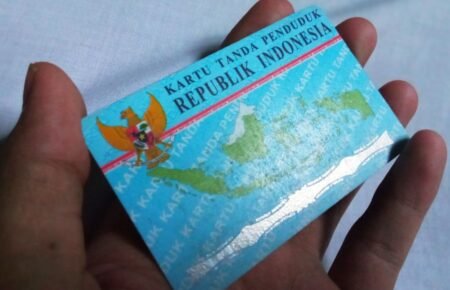 KARTU TANDA PENDUDUK
REPUBLIK INDONESIA